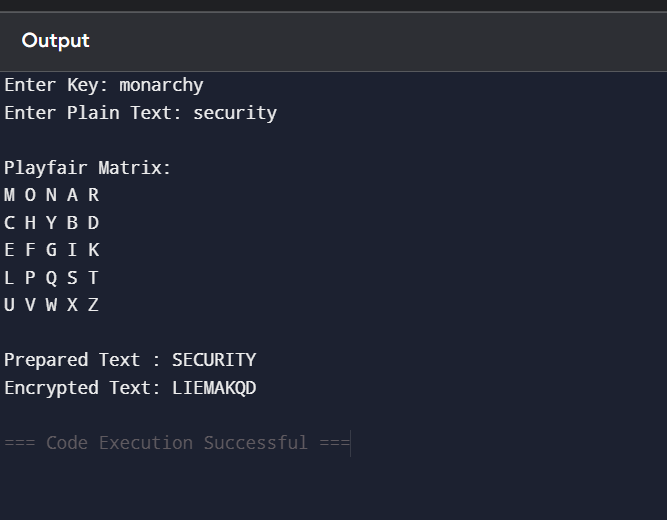 Output
Enter Key: monarchy
Enter Plain Text: security
Playfair Matrix:
M O N A R
C H Y B D
E F G I K
L P Q S T
U V W X Z
Prepared Text : SECURITY
Encrypted Text: LIEMAKQD
=== Code Execution Successful ===